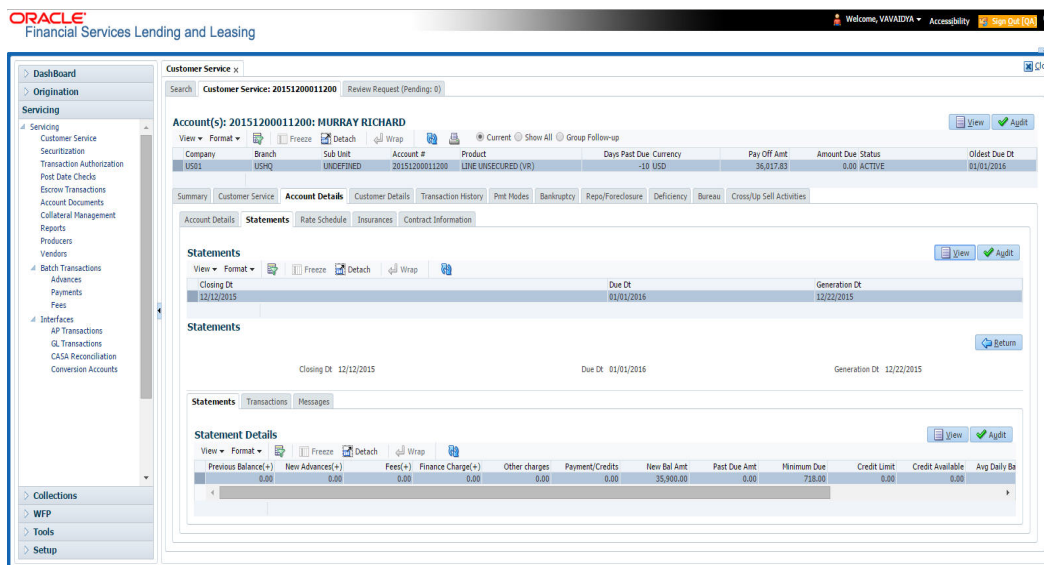 ORACLE
Financial Services Lending and Leasing
Welcome, VAVAIDYA Accessibility Sign Out [QA]
DashBoard
Origination
Servicing
Servicing
Customer Service
Securitization
Transaction Authorization
Post Date Checks
Escrow Transactions
Account Documents
Collateral Management
Reports
Producers
Vendors
Batch Transactions
Advances
Payments
Fees
Interfaces
AP Transactions
GL Transactions
CASA Reconciliation
Conversion Accounts
Collections
WFP
Tools
Setup
Customer Service x
Clo
Search Customer Service: 20151200011200 Review Request (Pending: 0)
Account(s): 20151200011200: MURRAY RICHARD
View Audit
View Format Freeze Detach Wrap Current Show All Group Follow-up
Company Branch Sub Unit Account # Product Days Past Due Currency Pay Off Amt Amount Due Status Oldest Due Dt
US01 USHQ UNDEFINED 20151200011200 LINE UNSECURED (VR) -10 USD 36,017.83 0.00 ACTIVE 01/01/2016
Summary Customer Service Account Details Customer Details Transaction History Pmt Modes Bankruptcy Repo/Foreclosure Deficiency Bureau Cross/Up Sell Activities
Account Details Statements Rate Schedule Insurances Contract Information
Statements
View Audit
View Format Freeze Detach Wrap
Closing Dt Due Dt Generation Dt
12/12/2015 01/01/2016 12/22/2015
Statements
Return
Closing Dt 12/12/2015 Due Dt 01/01/2016 Generation Dt 12/22/2015
Statements Transactions Messages
Statement Details
View Audit
View Format Freeze Detach Wrap
Previous Balance(+) New Advances(+) Fees(+) Finance Charge(+) Other charges Payment/Credits New Bal Amt Past Due Amt Minimum Due Credit Limit Credit Available Avg Daily Ba
0.00 0.00 0.00 0.00 0.00 0.00 35,900.00 0.00 718.00 0.00 0.00